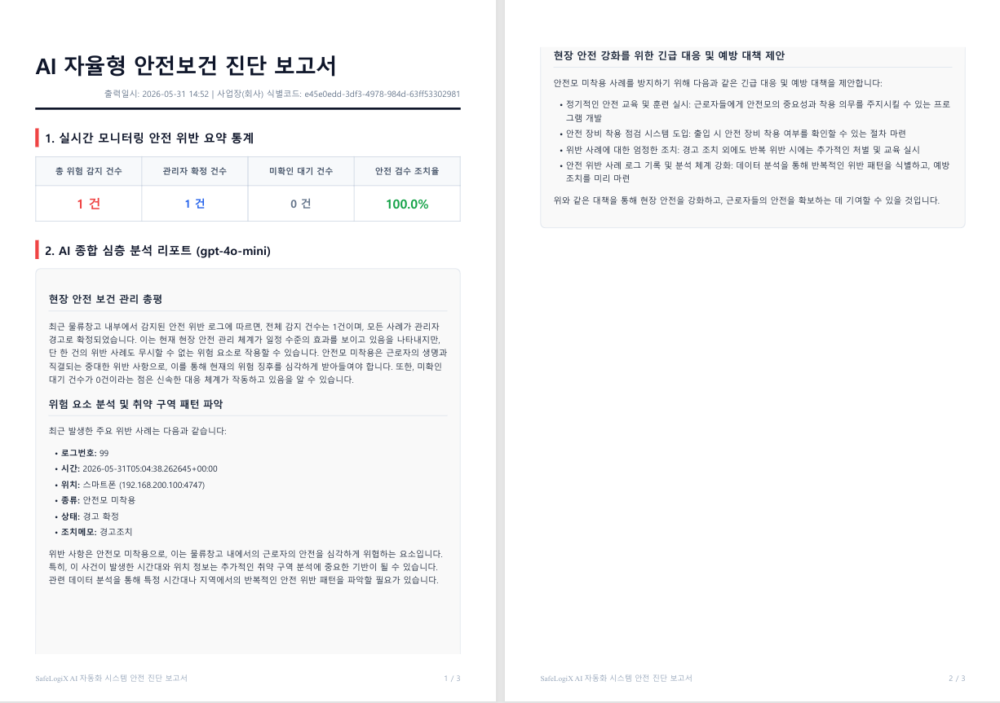 AI 자율형 안전보건 진단 보고서
출력일시: 2026-05-31 14:52 | 사업장(회사) 식별코드: e45e0edd-3df3-4978-984d-63ff53302981
1. 실시간 모니터링 안전 위반 요약 통계
총 위험 감지 건수 관리자 확정 건수 미확인 대기 건수 안전 검수 조치율
1 건 1 건 0 건 100.0%
2. AI 종합 심층 분석 리포트 (gpt-4o-mini)
현장 안전 보건 관리 총평
최근 물류창고 내부에서 감지된 안전 위반 로그에 따르면, 전체 감지 건수는 1건이며, 모든 사례가 관리자
경고로 확정되었습니다. 이는 현재 현장 안전 관리 체계가 일정 수준의 효과를 보이고 있음을 나타내지만,
단 한 건의 위반 사례도 무시할 수 없는 위험 요소로 작용할 수 있습니다. 안전모 미착용은 근로자의 생명과
직결되는 중대한 위반 사항으로, 이를 통해 현재의 위험 징후를 심각하게 받아들여야 합니다. 또한, 미확인
대기 건수가 0건이라는 점은 신속한 대응 체계가 작동하고 있음을 알 수 있습니다.
위험 요소 분석 및 취약 구역 패턴 파악
최근 발생한 주요 위반 사례는 다음과 같습니다:
• 로그번호: 99
• 시간: 2026-05-31T05:04:38.262645+00:00
• 위치: 스마트폰 (192.168.200.100:4747)
• 종류: 안전모 미착용
• 상태: 경고 확정
• 조치메모: 경고조치
위반 사항은 안전모 미착용으로, 이는 물류창고 내에서의 근로자의 안전을 심각하게 위협하는 요소입니다.
특히, 이 사건이 발생한 시간대와 위치 정보는 추가적인 취약 구역 분석에 중요한 기반이 될 수 있습니다.
관련 데이터 분석을 통해 특정 시간대나 지역에서의 반복적인 안전 위반 패턴을 파악할 필요가 있습니다.
SafeLogiX AI 자동화 시스템 안전 진단 보고서 1 / 3
현장 안전 강화를 위한 긴급 대응 및 예방 대책 제안
안전모 미착용 사례를 방지하기 위해 다음과 같은 긴급 대응 및 예방 대책을 제안합니다:
• 정기적인 안전 교육 및 훈련 실시: 근로자들에게 안전모의 중요성과 착용 의무를 주지시킬 수 있는 프로
그램 개발
• 안전 장비 착용 점검 시스템 도입: 출입 시 안전 장비 착용 여부를 확인할 수 있는 절차 마련
• 위반 사례에 대한 엄정한 조치: 경고 조치 외에도 반복 위반 시에는 추가적인 처벌 및 교육 실시
• 안전 위반 사례 로그 기록 및 분석 체계 강화: 데이터 분석을 통해 반복적인 위반 패턴을 식별하고, 예방
조치를 미리 마련
위와 같은 대책을 통해 현장 안전을 강화하고, 근로자들의 안전을 확보하는 데 기여할 수 있을 것입니다.
SafeLogiX AI 자동화 시스템 안전 진단 보고서 2 / 3